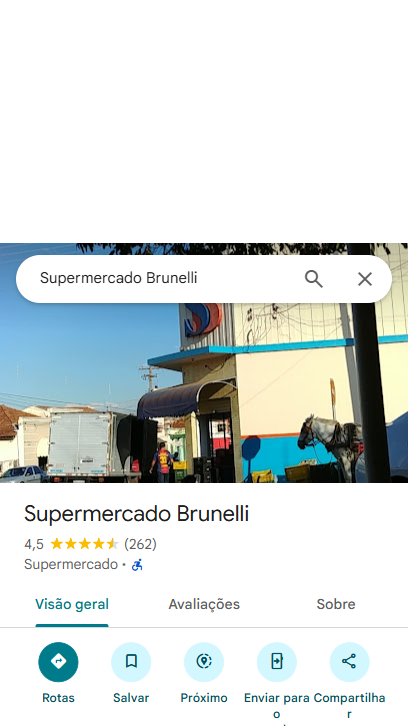 Supermercado Brunelli
Supermercado Brunelli
4,5 (262)
Supermercado ·
Visão geral Avaliações Sobre
Rotas Salvar Próximo Enviar para o Compartilhar